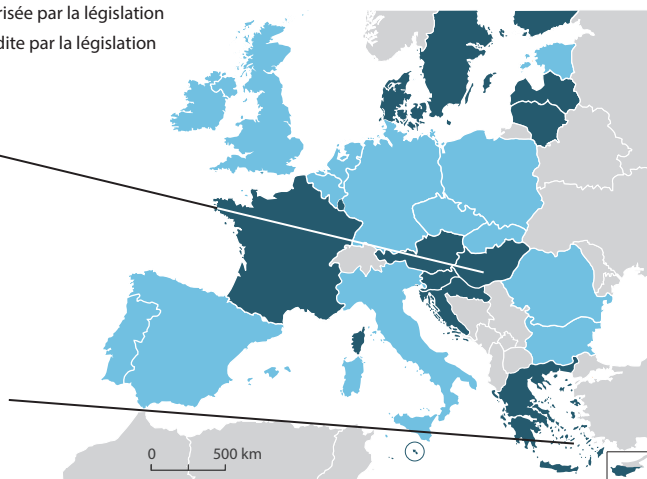 risée par la législation
dite par la législation
0 500 km